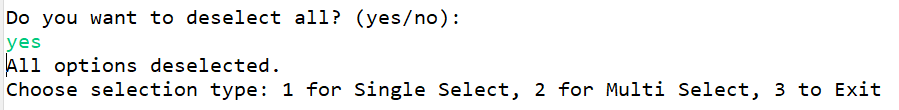 Do you want to deselect all? (yes/no):
yes
All options deselected.
Choose selection type: 1 for Single Select, 2 for Multi Select, 3 to Exit